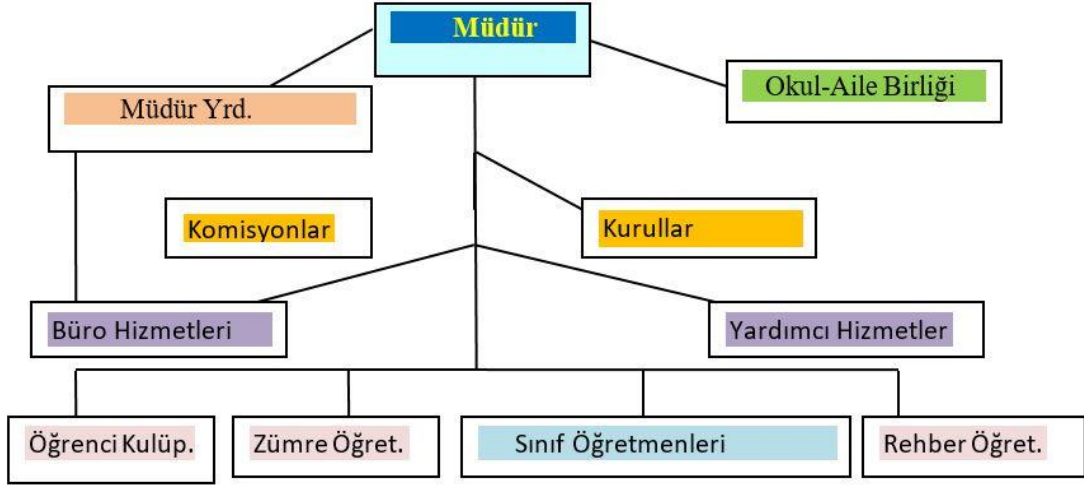 Müdür
Müdür Yrd.
Okul-Aile Birliği
Komisyonlar
Kurullar
Büro Hizmetleri
Yardımcı Hizmetler
Öğrenci Kulüp.
Zümre Öğret.
Sınıf Öğretmenleri
Rehber Öğret.